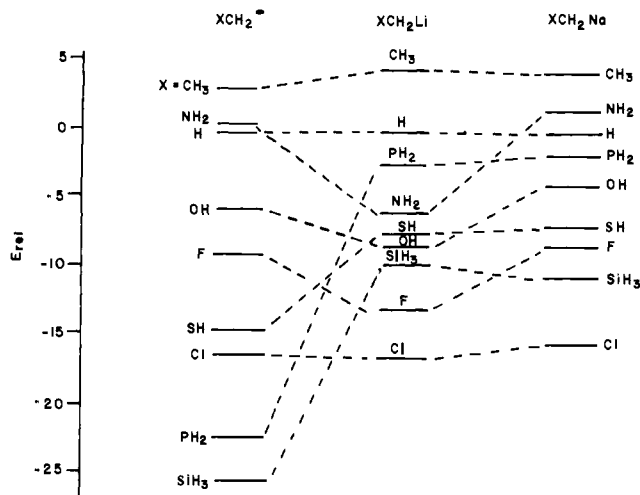 XCH₂⁻ XCH₂Li XCH₂Na
5
0
-5
-10
-15
-20
-25
E_rel
X = CH₃
NH₂
H
OH
F
SH
Cl
PH₂
SiH₃
CH₃
H
PH₂
NH₂
SH
OH
SiH₃
F
Cl
CH₃
NH₂
H
PH₂
OH
SH
F
SiH₃
Cl